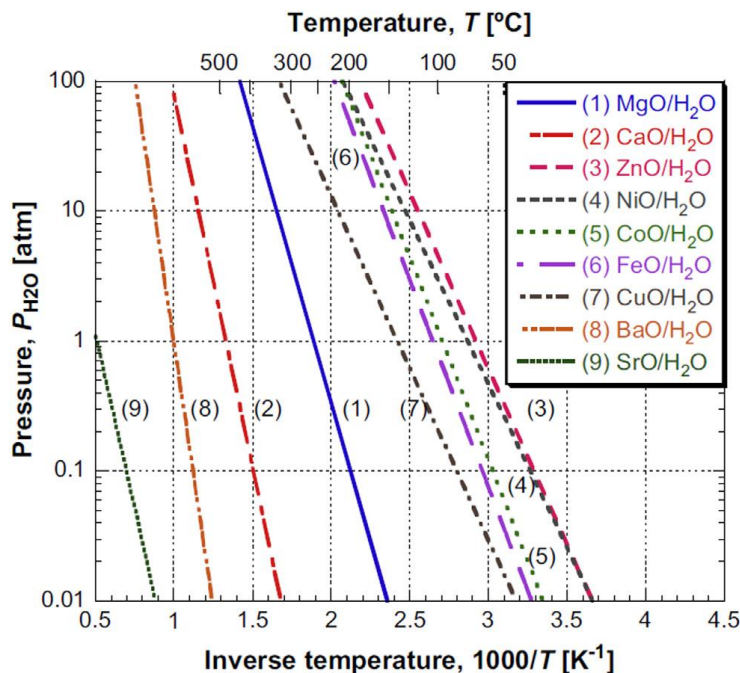 Temperature, T [ºC]
500 300 200 100 50
100
10
1
0.1
0.01
Pressure, P_H2O [atm]
(1) MgO/H₂O
(2) CaO/H₂O
(3) ZnO/H₂O
(4) NiO/H₂O
(5) CoO/H₂O
(6) FeO/H₂O
(7) CuO/H₂O
(8) BaO/H₂O
(9) SrO/H₂O
(6)
(9) (8) (2) (1) (7) (3)
(4)
(5)
0.5 1 1.5 2 2.5 3 3.5 4 4.5
Inverse temperature, 1000/T [K⁻¹]